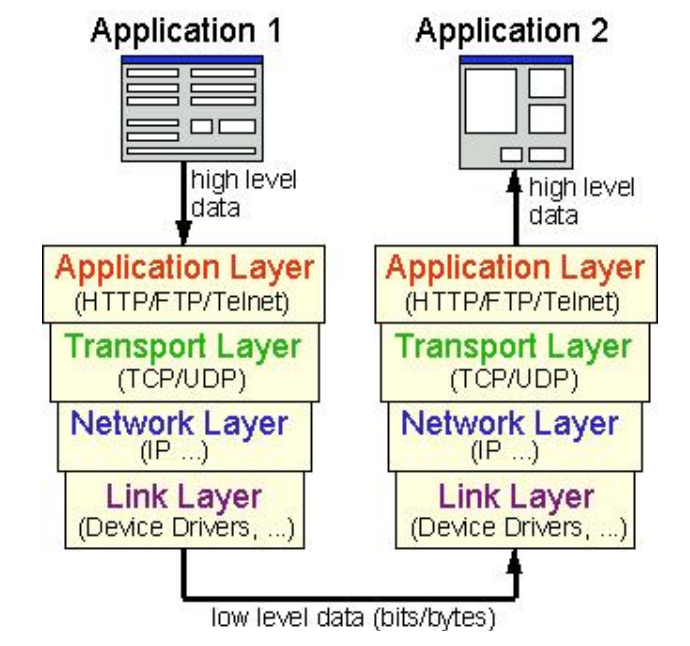 Application 1
Application 2
high level
data
high level
data
Application Layer
(HTTP/FTP/Telnet)
Transport Layer
(TCP/UDP)
Network Layer
(IP ...)
Link Layer
(Device Drivers, ...)
Application Layer
(HTTP/FTP/Telnet)
Transport Layer
(TCP/UDP)
Network Layer
(IP ...)
Link Layer
(Device Drivers, ...)
low level data (bits/bytes)